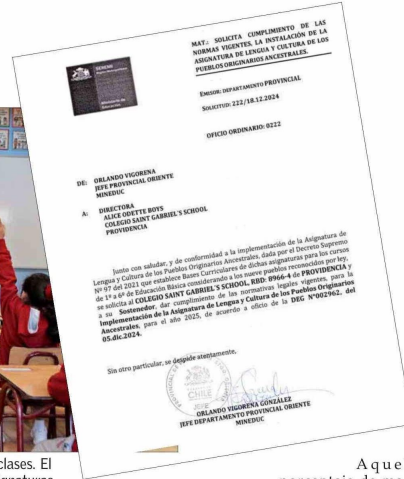 MAT.: SOLICITA CUMPLIMIENTO DE LAS
NORMAS VIGENTES, LA INSTALACIÓN DE LA
ASIGNATURA DE LENGUA Y CULTURA DE LOS
PUEBLOS ORIGINARIOS ANCESTRALES.
EMISOR: DEPARTAMENTO PROVINCIAL
SOLICITUD: 222/18.12.2024
OFICIO ORDINARIO: 0222
DE: ORLANDO VIGORENA
JEFE PROVINCIAL ORIENTE
MINEDUC
A: DIRECTORA
ALICE ODETTE BOYS
COLEGIO SAINT GABRIEL'S SCHOOL
PROVIDENCIA
Junto con saludar, y de conformidad a la implementación de la Asignatura de
Lengua y Cultura de los Pueblos Originarios Ancestrales, dada por el Decreto Supremo
Nº 97 del 2021 que establece Bases Curriculares de dichas asignaturas para los cursos
de 1º a 6º de Educación Básica considerando a los nueve pueblos reconocidos por ley,
se solicita al COLEGIO SAINT GABRIEL'S SCHOOL, RBD: 8966-4 de PROVIDENCIA y
a su Sostenedor, dar cumplimiento de las normativas legales vigentes, para la
Implementación de la Asignatura de Lengua y Cultura de los Pueblos Originarios
Ancestrales, para el año 2025, de acuerdo a oficio de la DEG N°002962, del
05.dic.2024.
Sin otro particular, se despide atentamente,
CHILE
JEFE
ORLANDO VIGORENA GONZÁLEZ
JEFE DEPARTAMENTO PROVINCIAL ORIENTE
MINEDUC
clases. El
Aque